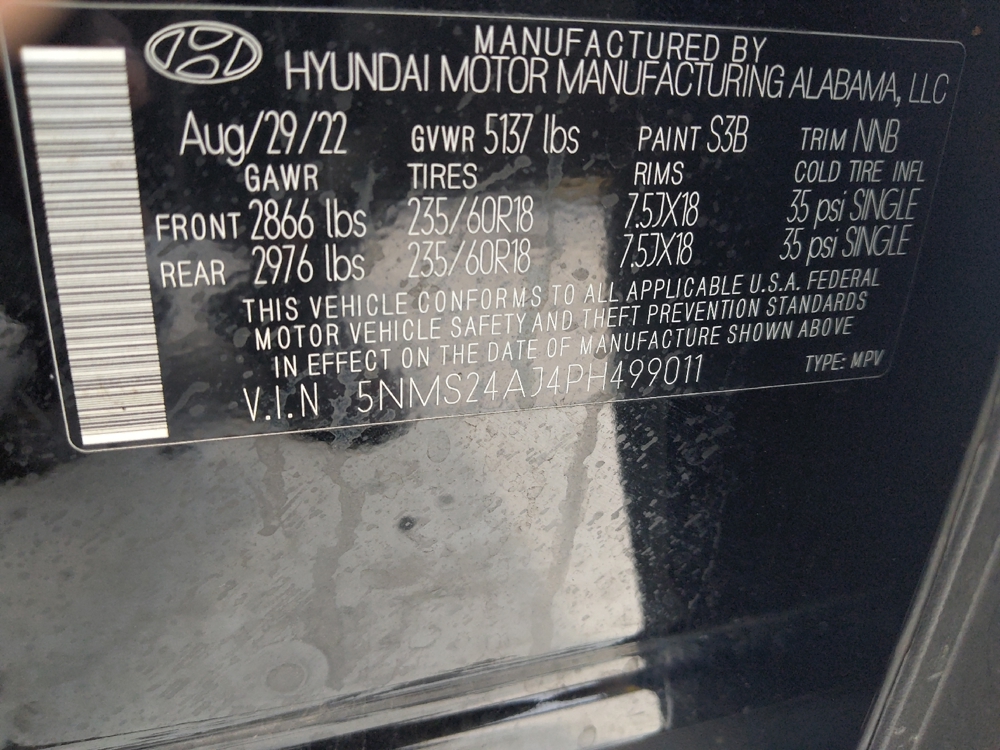 MANUFACTURED BY
HYUNDAI MOTOR MANUFACTURING ALABAMA, LLC
Aug/29/22 GVWR 5137 lbs PAINT S3B TRIM NNB
GAWR TIRES RIMS COLD TIRE INFL
FRONT 2866 lbs 235/60R18 7.5JX18 35 psi SINGLE
REAR 2976 lbs 235/60R18 7.5JX18 35 psi SINGLE
THIS VEHICLE CONFORMS TO ALL APPLICABLE U.S.A. FEDERAL
MOTOR VEHICLE SAFETY AND THEFT PREVENTION STANDARDS
IN EFFECT ON THE DATE OF MANUFACTURE SHOWN ABOVE
V.I.N 5NMS24AJ4PH499011 TYPE: MPV